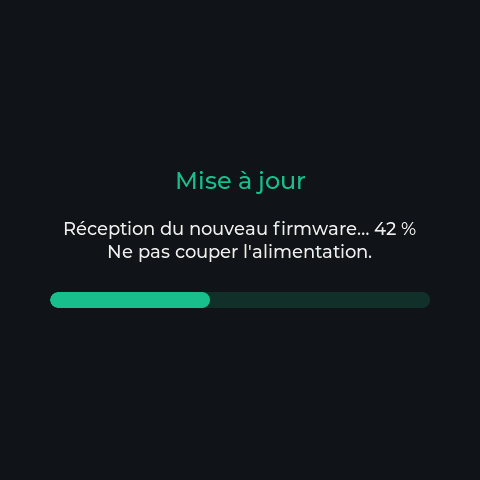 Mise à jour
Réception du nouveau firmware... 42 %
Ne pas couper l'alimentation.